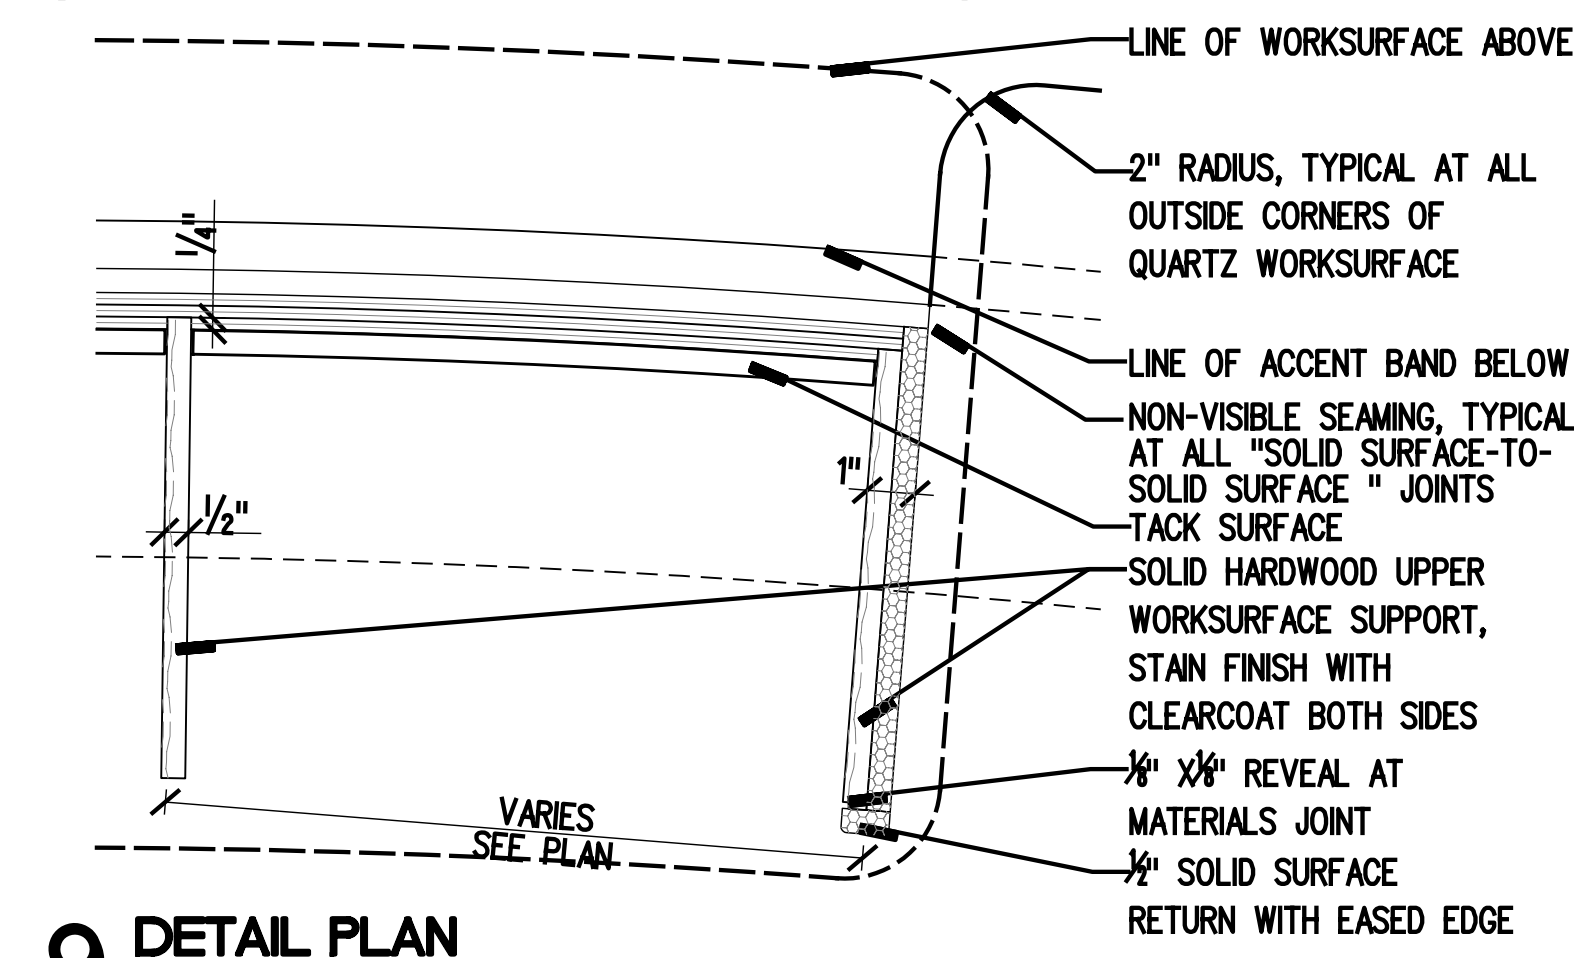 LINE OF WORKSURFACE ABOVE
2" RADIUS, TYPICAL AT ALL
OUTSIDE CORNERS OF
QUARTZ WORKSURFACE
1/4"
LINE OF ACCENT BAND BELOW
NON-VISIBLE SEAMING, TYPICAL
AT ALL "SOLID SURFACE-TO-
SOLID SURFACE " JOINTS
1"
TACK SURFACE
1/2"
SOLID HARDWOOD UPPER
WORKSURFACE SUPPORT,
STAIN FINISH WITH
CLEARCOAT BOTH SIDES
1/8" X1/8" REVEAL AT
MATERIALS JOINT
VARIES
SEE PLAN
1/2" SOLID SURFACE
RETURN WITH EASED EDGE
DETAIL PLAN